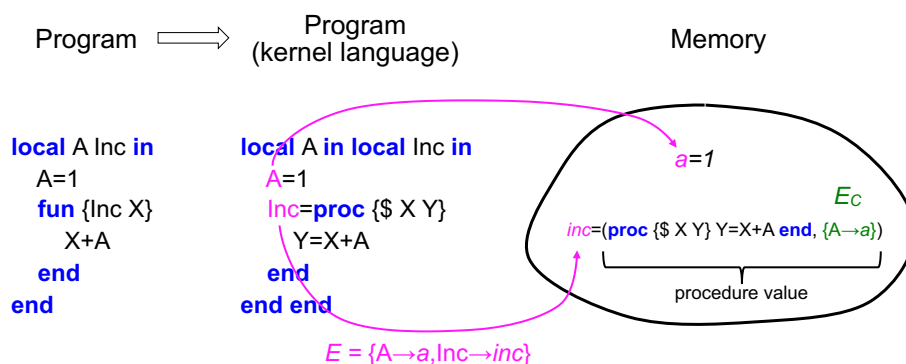 Program
Program
(kernel language)
Memory
local A Inc in
A=1
fun {Inc X}
X+A
end
end
local A in local Inc in
A=1
Inc=proc {$ X Y}
Y=X+A
end
end end
a=1
E_C
inc=(proc {$ X Y} Y=X+A end, {A→a})
procedure value
E = {A→a,Inc→inc}